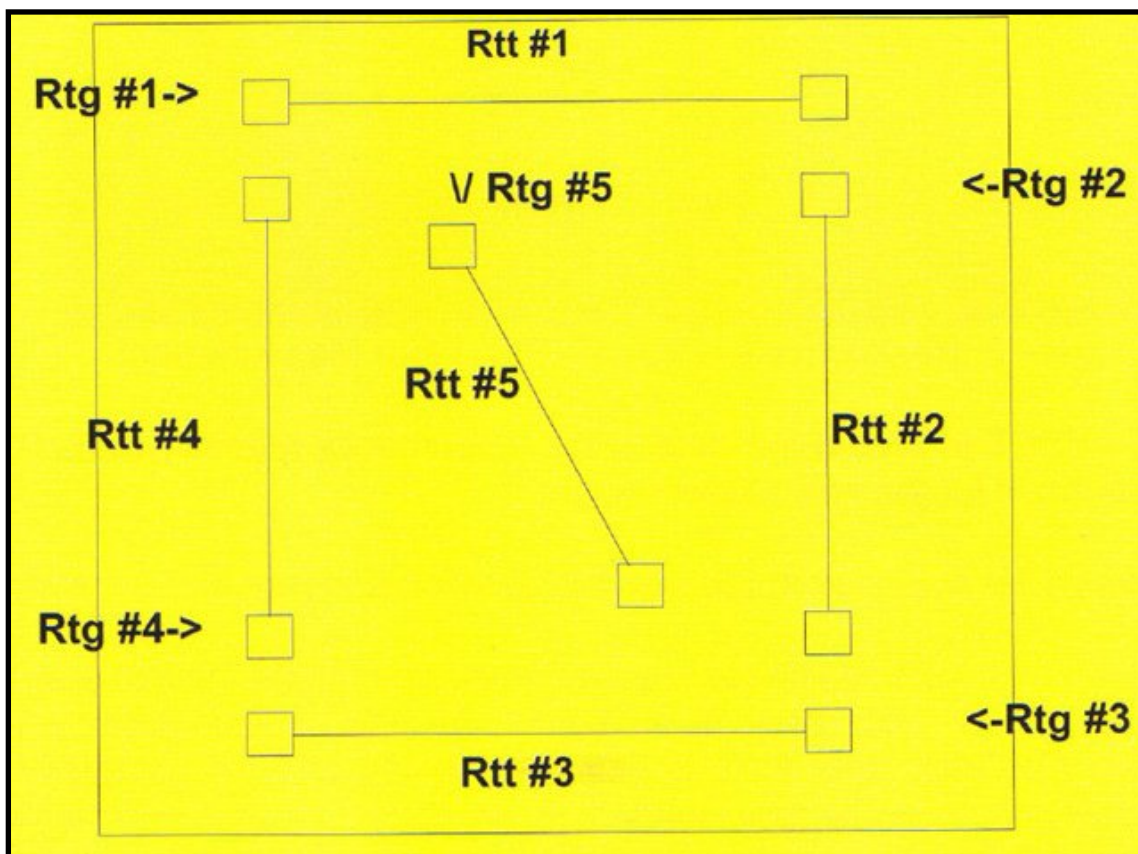 Rtt #1
Rtg #1->
\/ Rtg #5
<-Rtg #2
Rtt #5
Rtt #4
Rtt #2
Rtg #4->
<-Rtg #3
Rtt #3